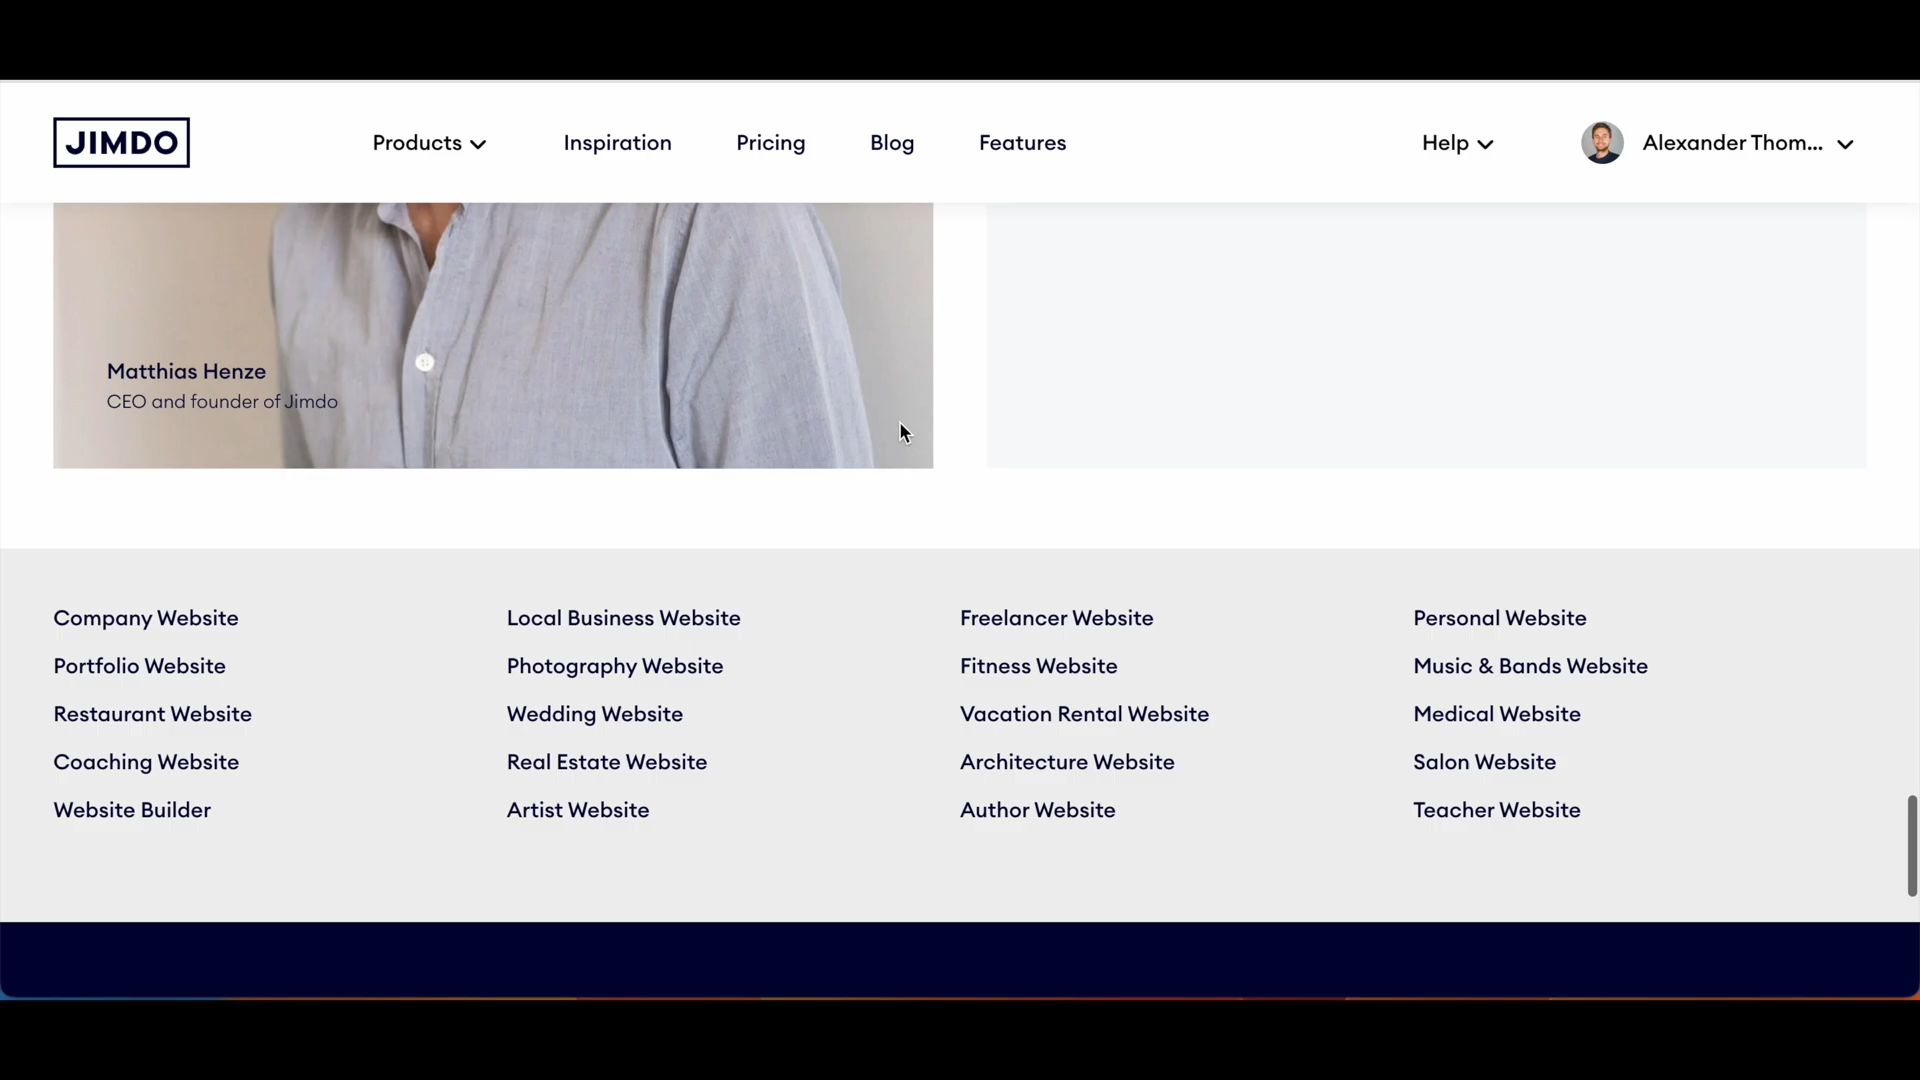 JIMDO
Products
Inspiration
Pricing
Blog
Features
Help
Alexander Thom...
Matthias Henze
CEO and founder of Jimdo
Company Website
Local Business Website
Freelancer Website
Personal Website
Portfolio Website
Photography Website
Fitness Website
Music & Bands Website
Restaurant Website
Wedding Website
Vacation Rental Website
Medical Website
Coaching Website
Real Estate Website
Architecture Website
Salon Website
Website Builder
Artist Website
Author Website
Teacher Website